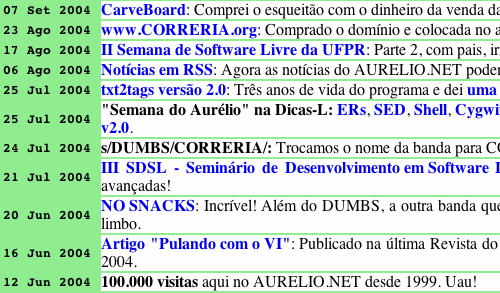 07 Set 2004 CarveBoard: Comprei o esqueitão com o dinheiro da venda da
23 Ago 2004 www.CORRERIA.org: Comprado o domínio e colocada no a
17 Ago 2004 II Semana de Software Livre da UFPR: Parte 2, com pais, ir
06 Ago 2004 Notícias em RSS: Agora as notícias do AURELIO.NET pode
25 Jul 2004 txt2tags versão 2.0: Três anos de vida do programa e dei uma
25 Jul 2004 "Semana do Aurélio" na Dicas-L: ERs, SED, Shell, Cygwi
v2.0.
24 Jul 2004 s/DUMBS/CORRERIA/: Trocamos o nome da banda para CO
21 Jul 2004 III SDSL - Seminário de Desenvolvimento em Software
avançadas!
20 Jun 2004 NO SNACKS: Incrível! Além do DUMBS, a outra banda que
limbo.
16 Jun 2004 Artigo "Pulando com o VI": Publicado na última Revista do
2004.
12 Jun 2004 100.000 visitas aqui no AURELIO.NET desde 1999. Uau!